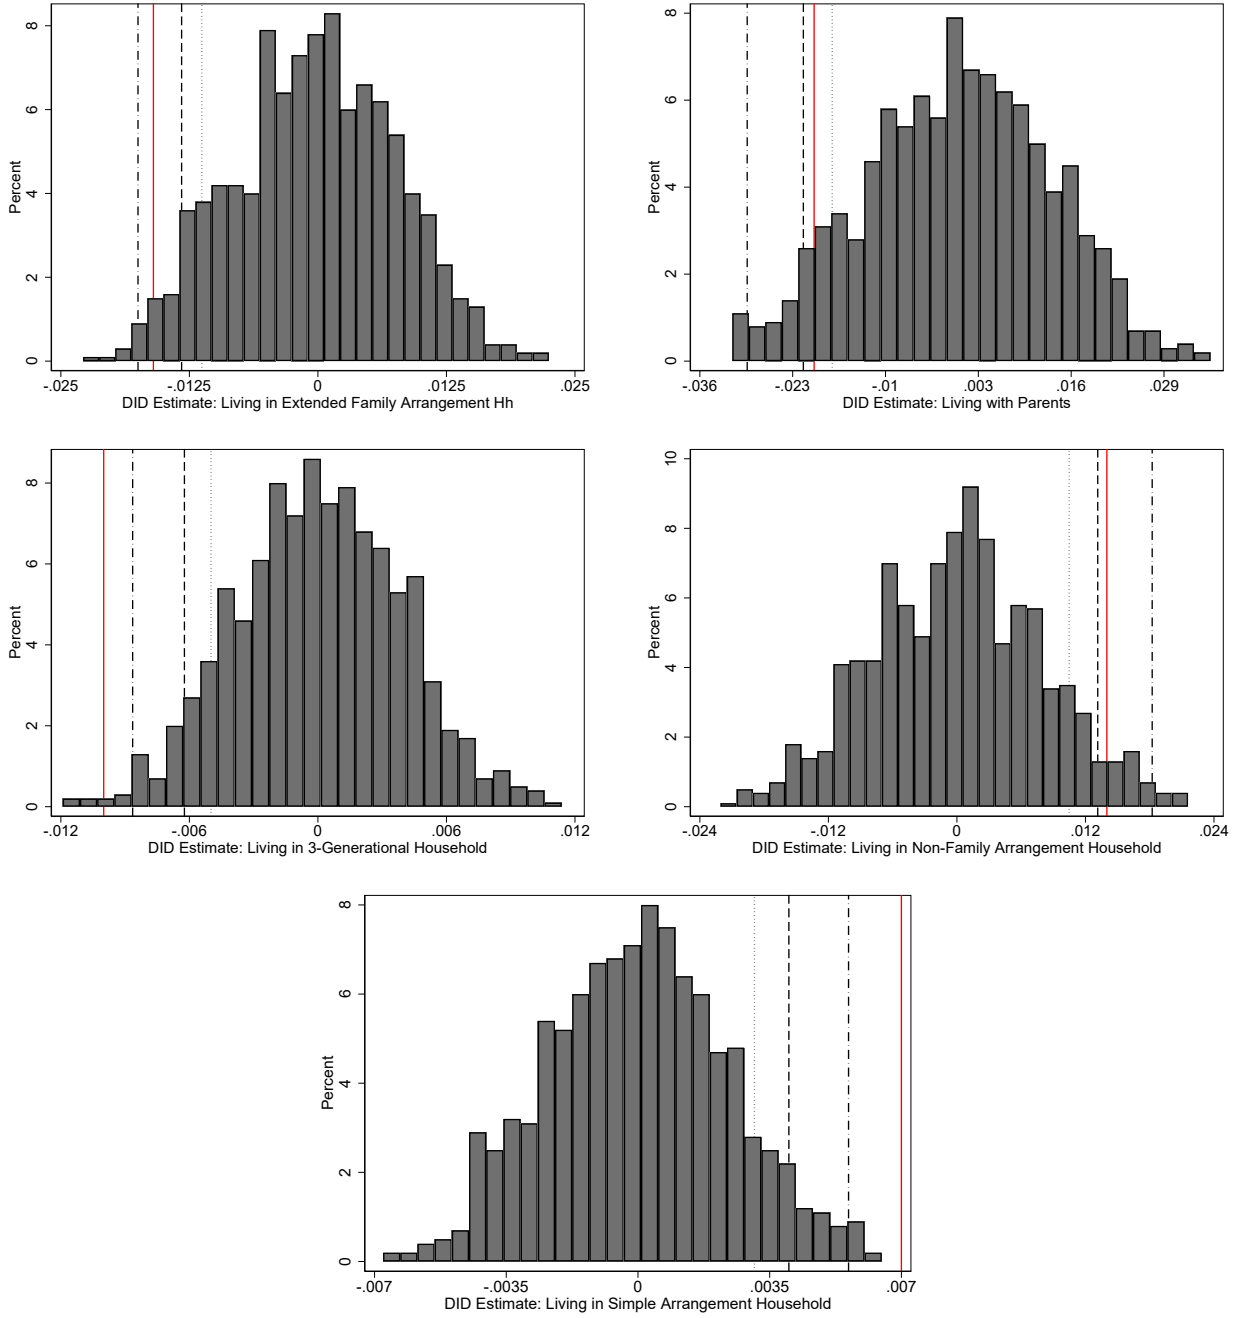 Percent
8
6
4
2
0
-.025 -.0125 0 .0125 .025
DID Estimate: Living in Extended Family Arrangement Hh
Percent
8
6
4
2
0
-.036 -.023 -.01 .003 .016 .029
DID Estimate: Living with Parents
Percent
8
6
4
2
0
-.012 -.006 0 .006 .012
DID Estimate: Living in 3-Generational Household
Percent
10
8
6
4
2
0
-.024 -.012 0 .012 .024
DID Estimate: Living in Non-Family Arrangement Household
Percent
8
6
4
2
0
-.007 -.0035 0 .0035 .007
DID Estimate: Living in Simple Arrangement Household